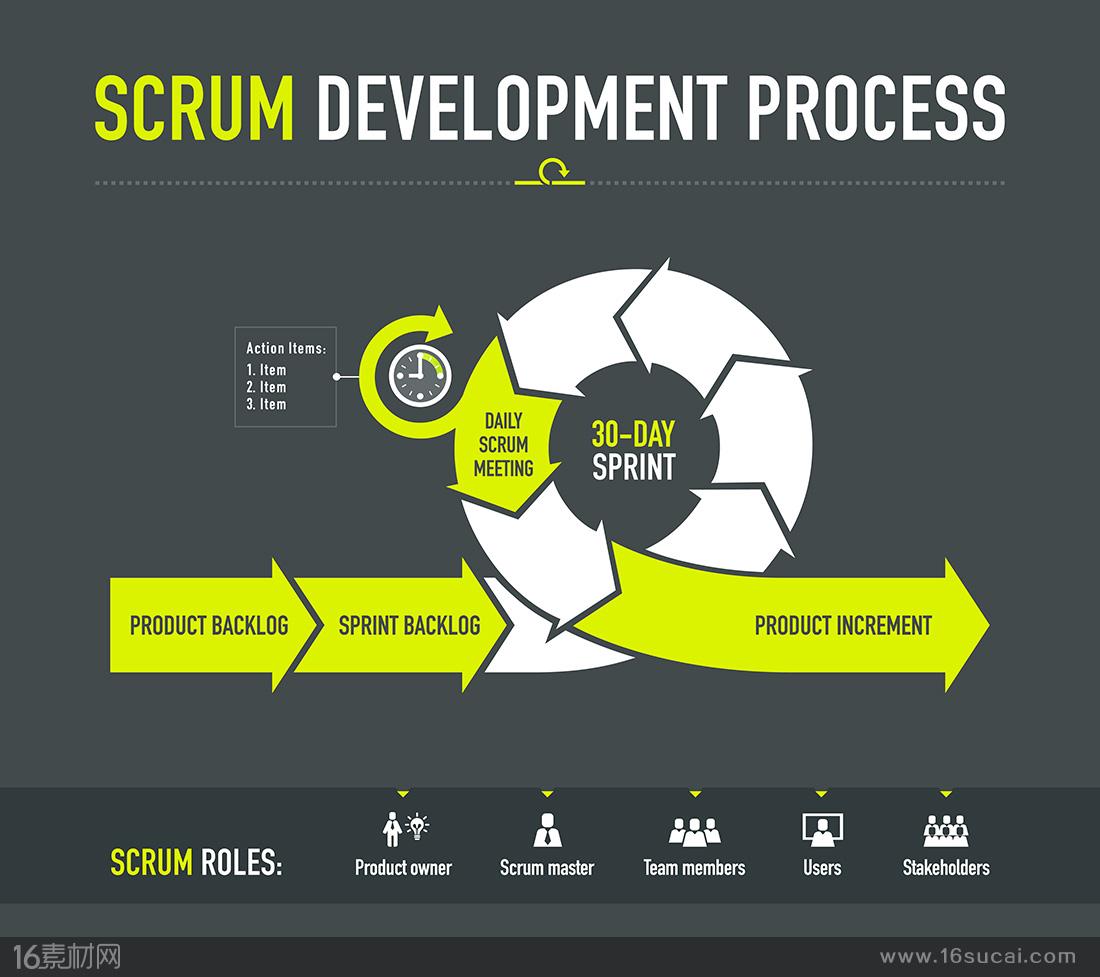 SCRUM DEVELOPMENT PROCESS
Action Items:
1. Item
2. Item
3. Item
DAILY
SCRUM
MEETING
30-DAY
SPRINT
PRODUCT BACKLOG
SPRINT BACKLOG
PRODUCT INCREMENT
SCRUM ROLES:
Product owner
Scrum master
Team members
Users
Stakeholders
16素材网
www.16sucai.com